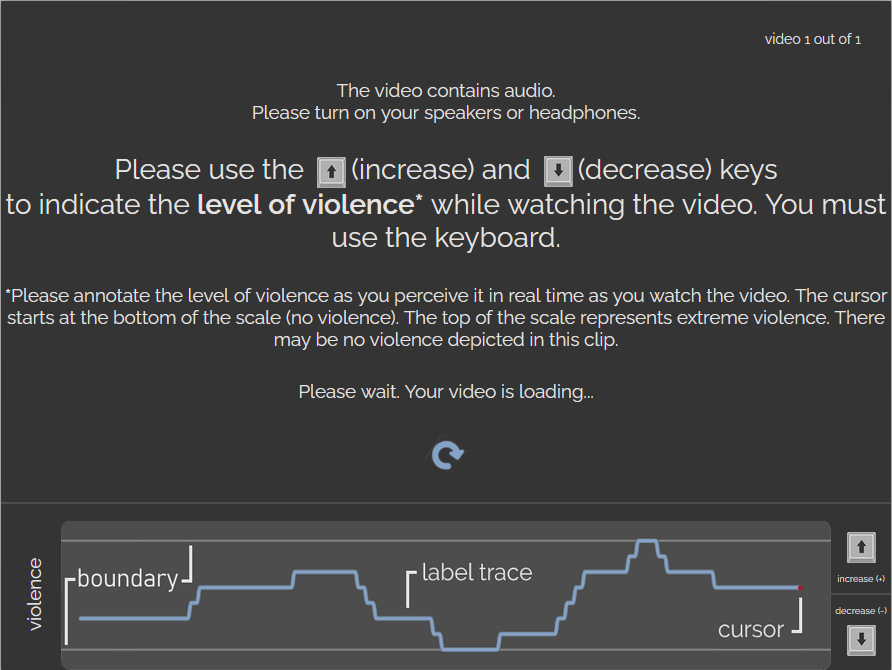 video 1 out of 1
The video contains audio.
Please turn on your speakers or headphones.
Please use the (increase) and (decrease) keys
to indicate the level of violence* while watching the video. You must
use the keyboard.
*Please annotate the level of violence as you perceive it in real time as you watch the video. The cursor
starts at the bottom of the scale (no violence). The top of the scale represents extreme violence. There
may be no violence depicted in this clip.
Please wait. Your video is loading...
violence
boundary
label trace
cursor
increase (+)
decrease (-)